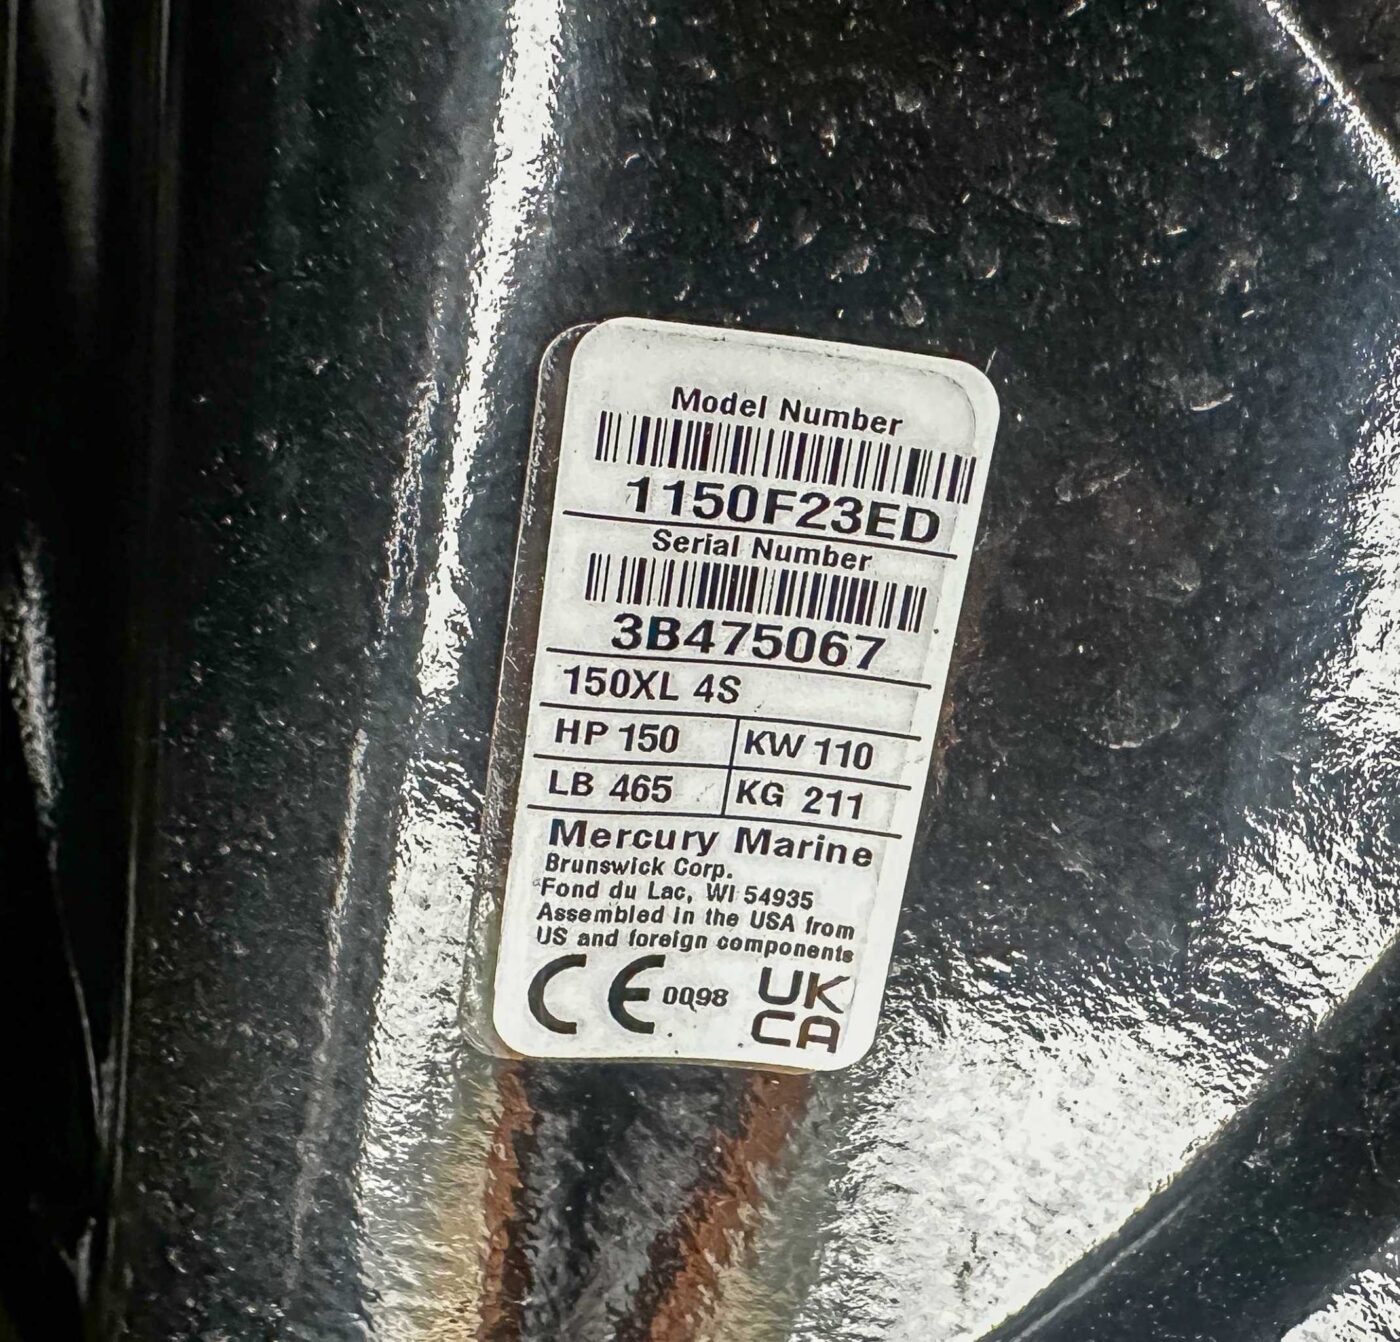 Model Number
1150F23ED
Serial Number
3B475067
150XL 4S
HP 150 KW 110
LB 465 KG 211
Mercury Marine
Brunswick Corp.
Fond du Lac, WI 54935
Assembled in the USA from
US and foreign components
CE 0098 UK
CA